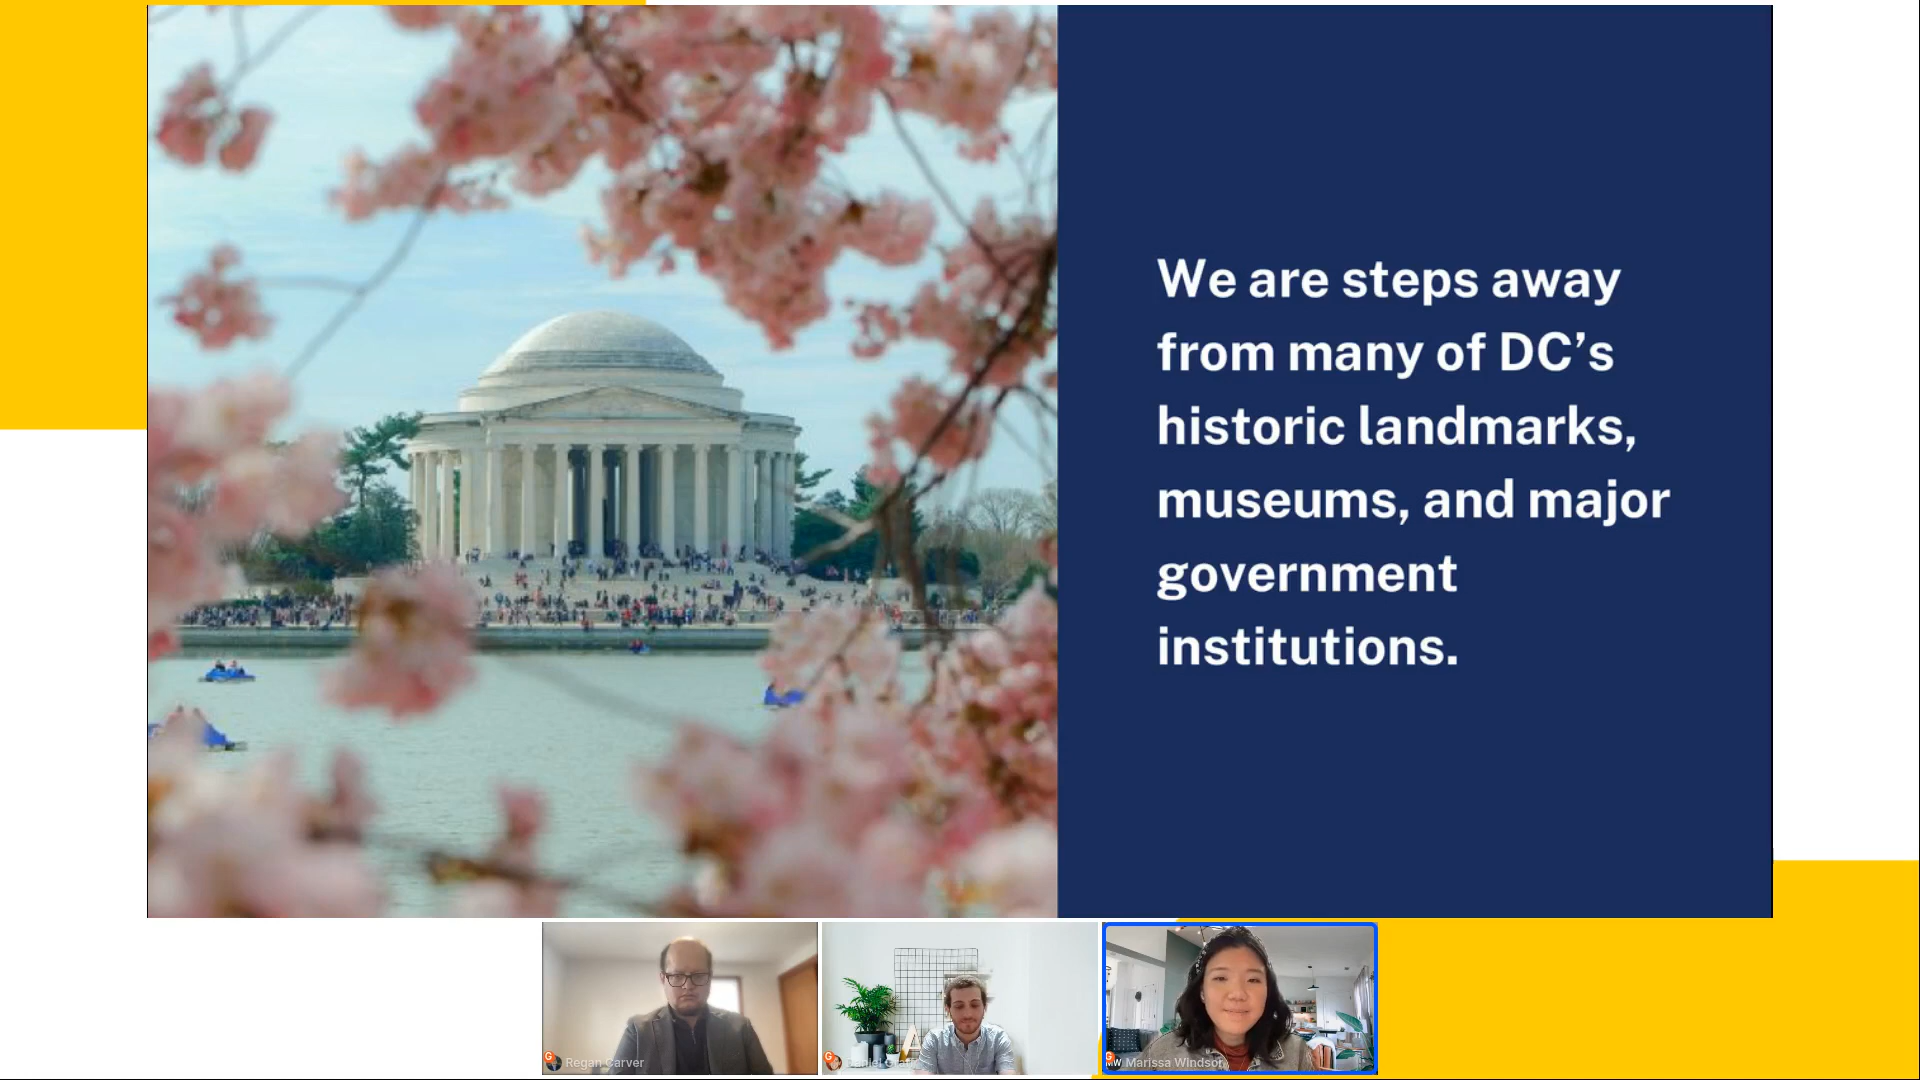 We are steps away
from many of DC’s
historic landmarks,
museums, and major
government
institutions.
Regan Carver
MW Marissa Windsor